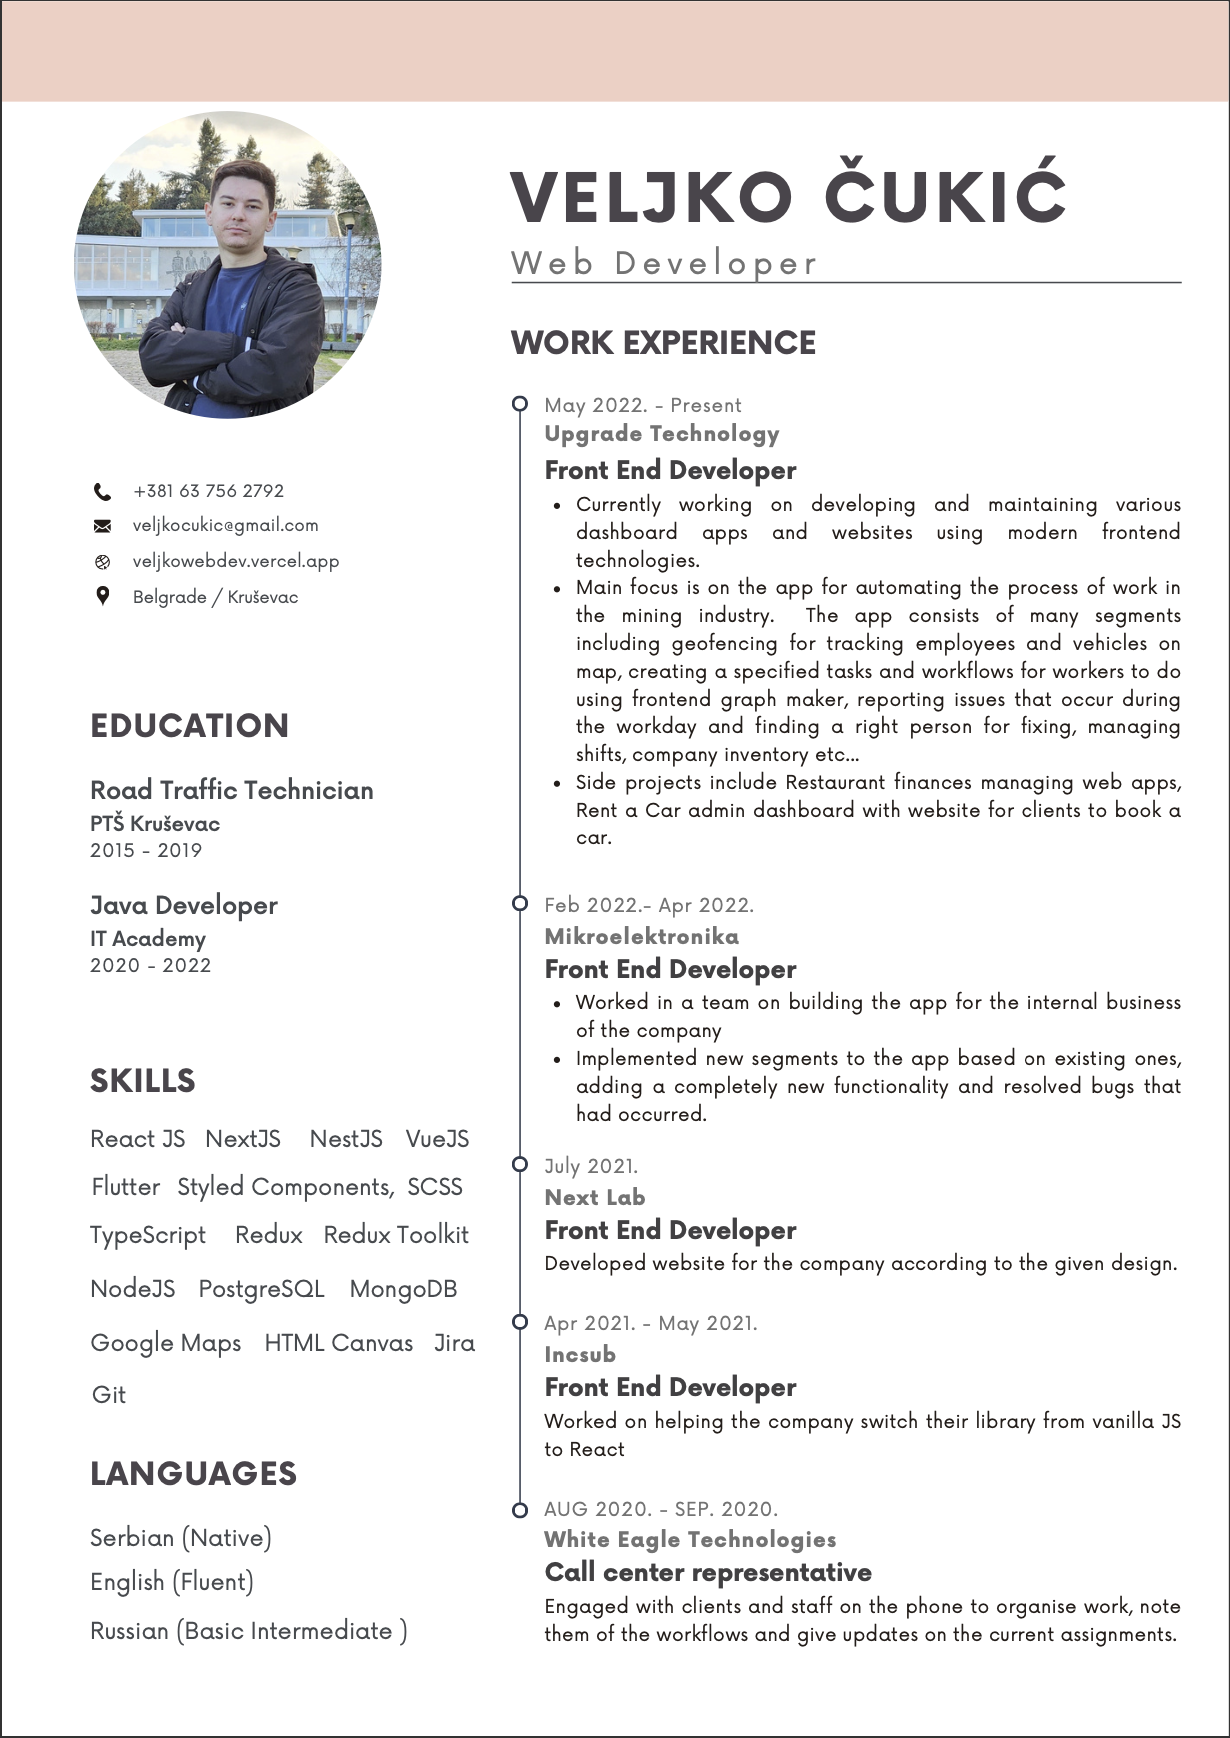 VELJKO ČUKIĆ
Web Developer
+381 63 756 2792
veljkocukic@gmail.com
veljkowebdev.vercel.app
Belgrade / Kruševac
EDUCATION
Road Traffic Technician
PTŠ Kruševac
2015 - 2019
Java Developer
IT Academy
2020 - 2022
SKILLS
React JS NextJS NestJS VueJS
Flutter Styled Components, SCSS
TypeScript Redux Redux Toolkit
NodeJS PostgreSQL MongoDB
Google Maps HTML Canvas Jira
Git
LANGUAGES
Serbian (Native)
English (Fluent)
Russian (Basic Intermediate )
WORK EXPERIENCE
May 2022. - Present
Upgrade Technology
Front End Developer
• Currently working on developing and maintaining various
dashboard apps and websites using modern frontend
technologies.
• Main focus is on the app for automating the process of work in
the mining industry. The app consists of many segments
including geofencing for tracking employees and vehicles on
map, creating a specified tasks and workflows for workers to do
using frontend graph maker, reporting issues that occur during
the workday and finding a right person for fixing, managing
shifts, company inventory etc...
• Side projects include Restaurant finances managing web apps,
Rent a Car admin dashboard with website for clients to book a
car.
Feb 2022.- Apr 2022.
Mikroelektronika
Front End Developer
• Worked in a team on building the app for the internal business
of the company
• Implemented new segments to the app based on existing ones,
adding a completely new functionality and resolved bugs that
had occurred.
July 2021.
Next Lab
Front End Developer
Developed website for the company according to the given design.
Apr 2021. - May 2021.
Incsub
Front End Developer
Worked on helping the company switch their library from vanilla JS
to React
AUG 2020. - SEP. 2020.
White Eagle Technologies
Call center representative
Engaged with clients and staff on the phone to organise work, note
them of the workflows and give updates on the current assignments.